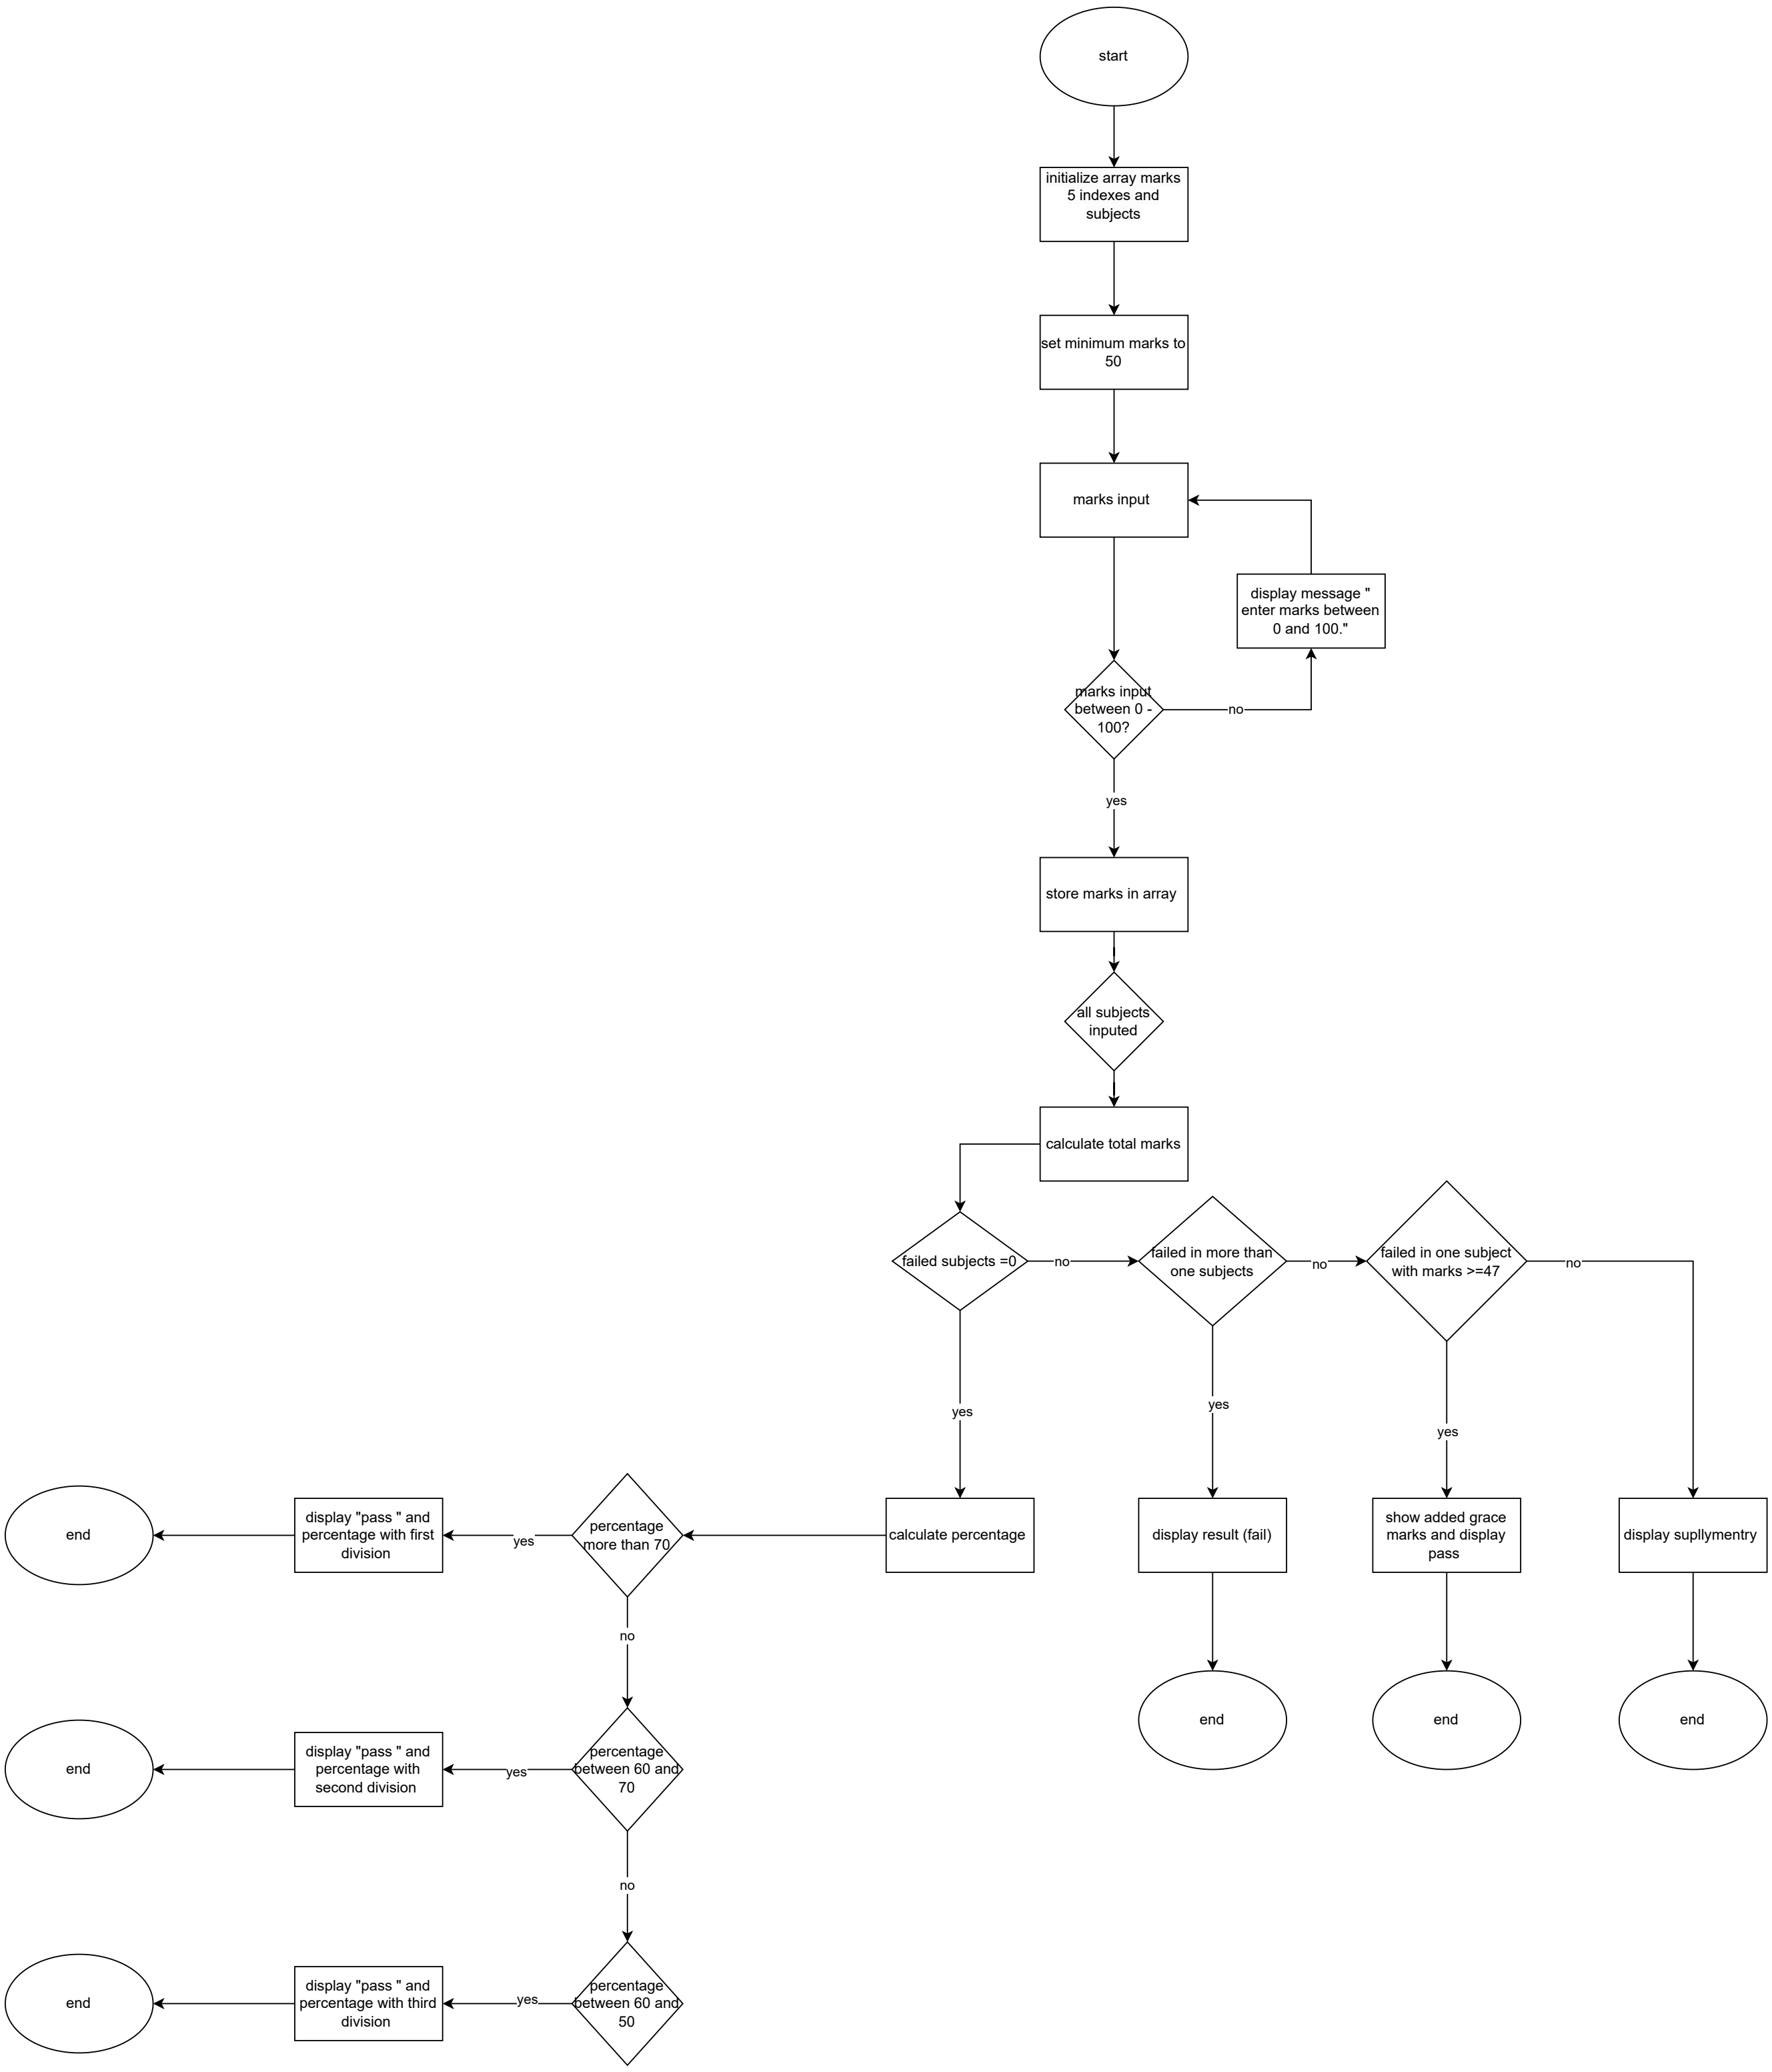 start
initialize array marks
5 indexes and
subjects
set minimum marks to
50
marks input
display message "
enter marks between
0 and 100."
marks input
between 0 -
100?
no
yes
store marks in array
all subjects
inputed
calculate total marks
failed subjects =0
no
failed in more than
one subjects
no
failed in one subject
with marks >=47
no
yes
yes
yes
end
display "pass " and
percentage with first
division
yes
percentage
more than 70
calculate percentage
display result (fail)
show added grace
marks and display
pass
display supllymentry
no
end
end
end
end
display "pass " and
percentage with
second division
yes
percentage
between 60 and
70
no
end
display "pass " and
percentage with third
division
yes
percentage
between 60 and
50